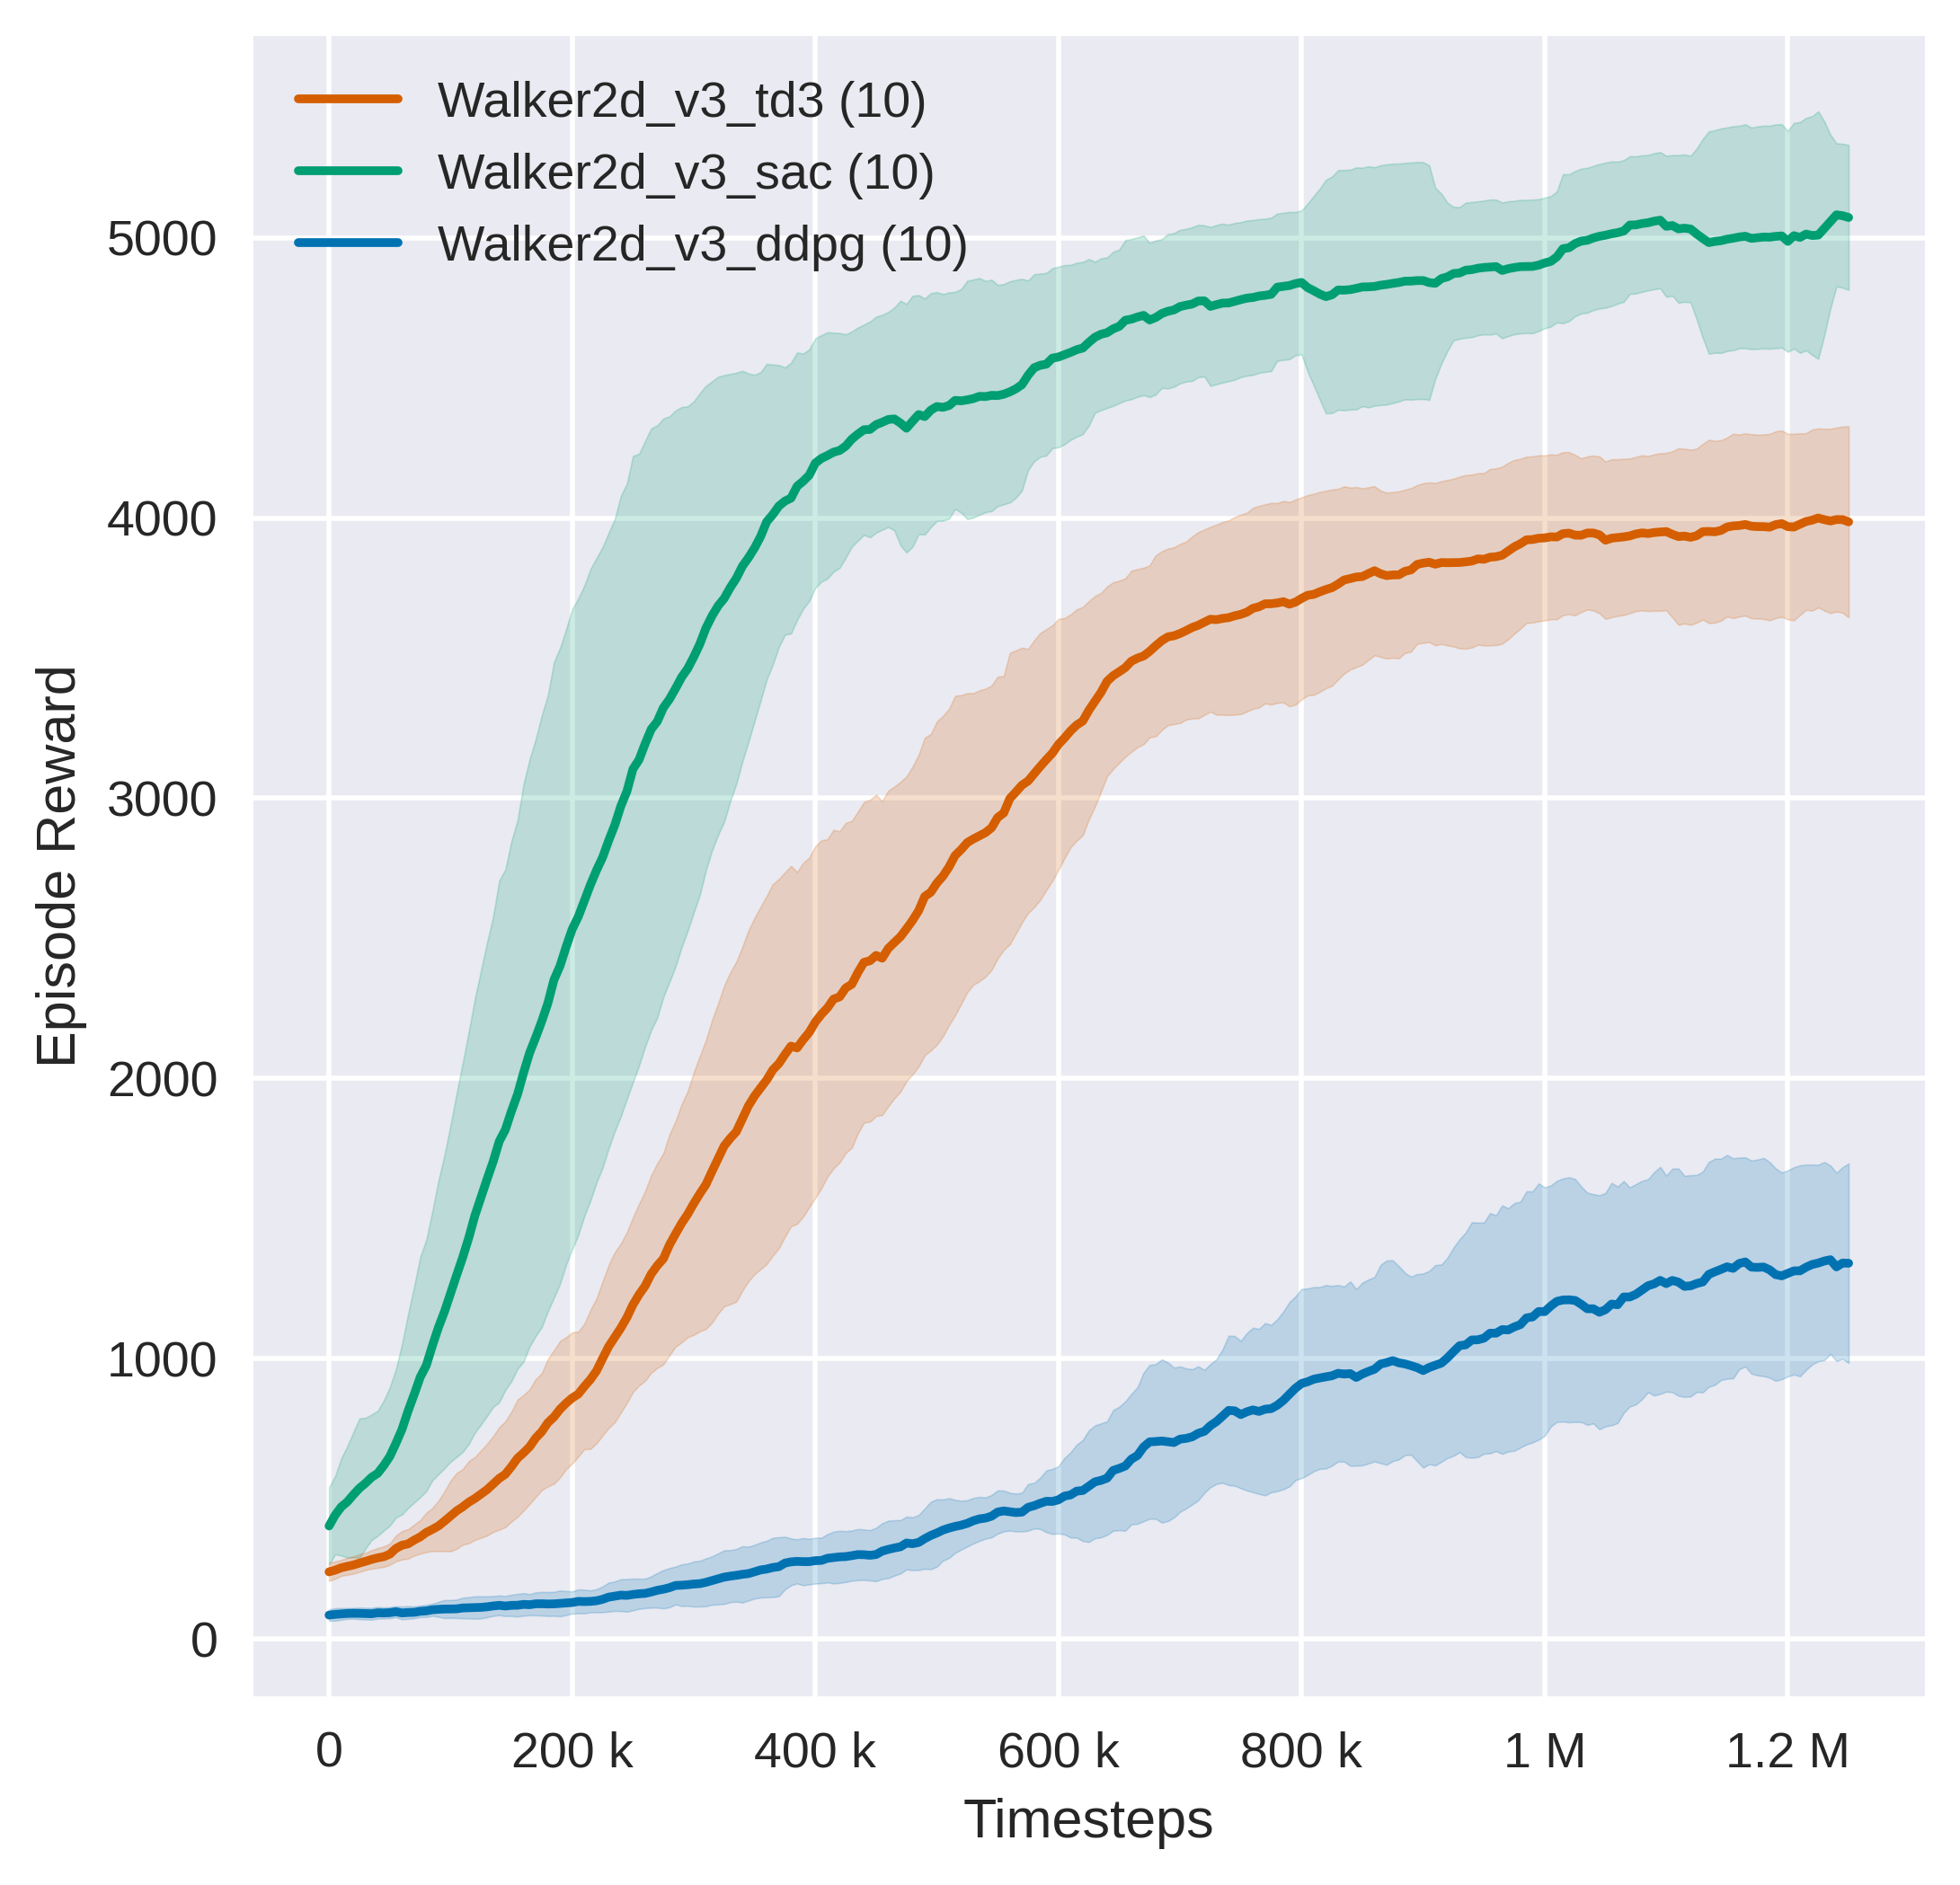 Walker2d_v3_td3 (10)
Walker2d_v3_sac (10)
Walker2d_v3_ddpg (10)
Episode Reward
5000
4000
3000
2000
1000
0
0 200 k 400 k 600 k 800 k 1 M 1.2 M
Timesteps